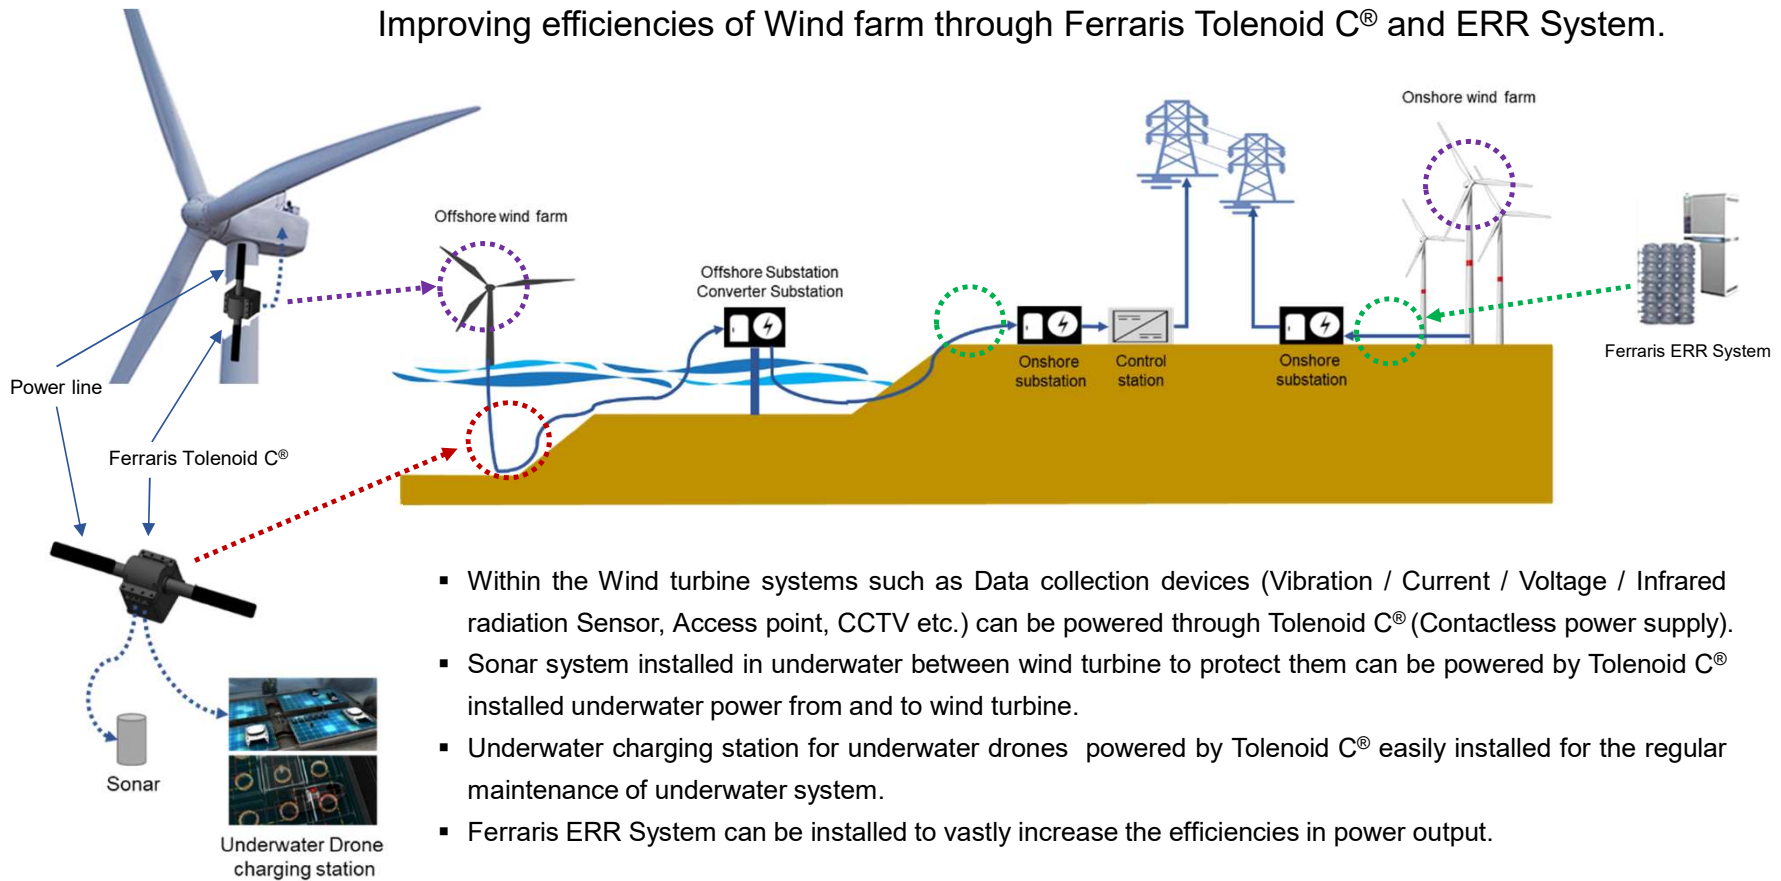 Improving efficiencies of Wind farm through Ferraris Tolenoid C® and ERR System.
Onshore wind farm
Offshore wind farm
Offshore Substation
Converter Substation
Onshore
substation
Control
station
Onshore
substation
Ferraris ERR System
Power line
Ferraris Tolenoid C®
Sonar
Underwater Drone
charging station
▪ Within the Wind turbine systems such as Data collection devices (Vibration / Current / Voltage / Infrared
radiation Sensor, Access point, CCTV etc.) can be powered through Tolenoid C® (Contactless power supply).
▪ Sonar system installed in underwater between wind turbine to protect them can be powered by Tolenoid C®
installed underwater power from and to wind turbine.
▪ Underwater charging station for underwater drones powered by Tolenoid C® easily installed for the regular
maintenance of underwater system.
▪ Ferraris ERR System can be installed to vastly increase the efficiencies in power output.